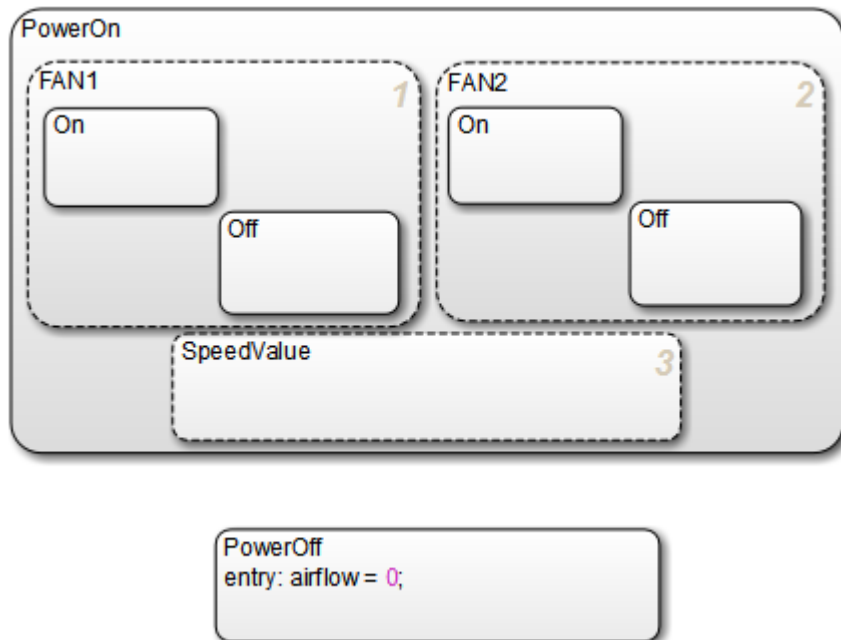 PowerOn
FAN1
1
On
Off
FAN2
2
On
Off
SpeedValue
3
PowerOff
entry: airflow = 0;